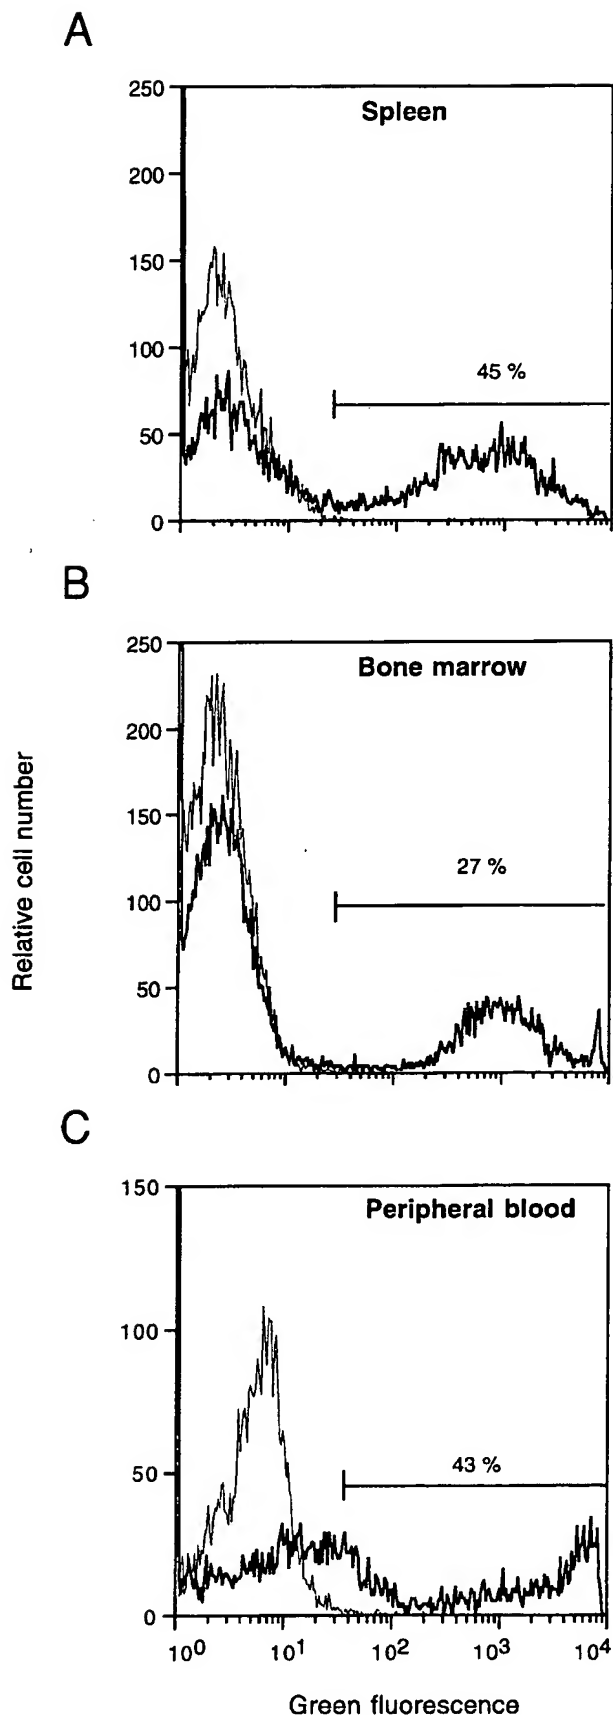 A
Spleen
250
200
150
100
50
0
45 %
B
Bone marrow
250
200
150
100
50
0
27 %
Relative cell number
C
Peripheral blood
150
100
50
0
43 %
10⁰ 10¹ 10² 10³ 10⁴
Green fluorescence